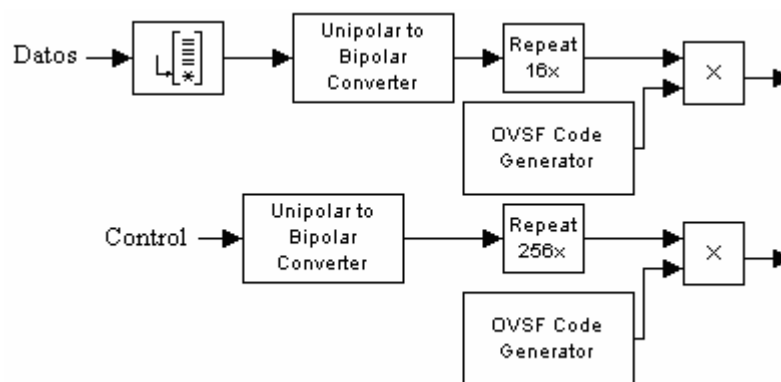 Datos
Unipolar to
Bipolar
Converter
Repeat
16x
×
OVSF Code
Generator
Control
Unipolar to
Bipolar
Converter
Repeat
256x
×
OVSF Code
Generator